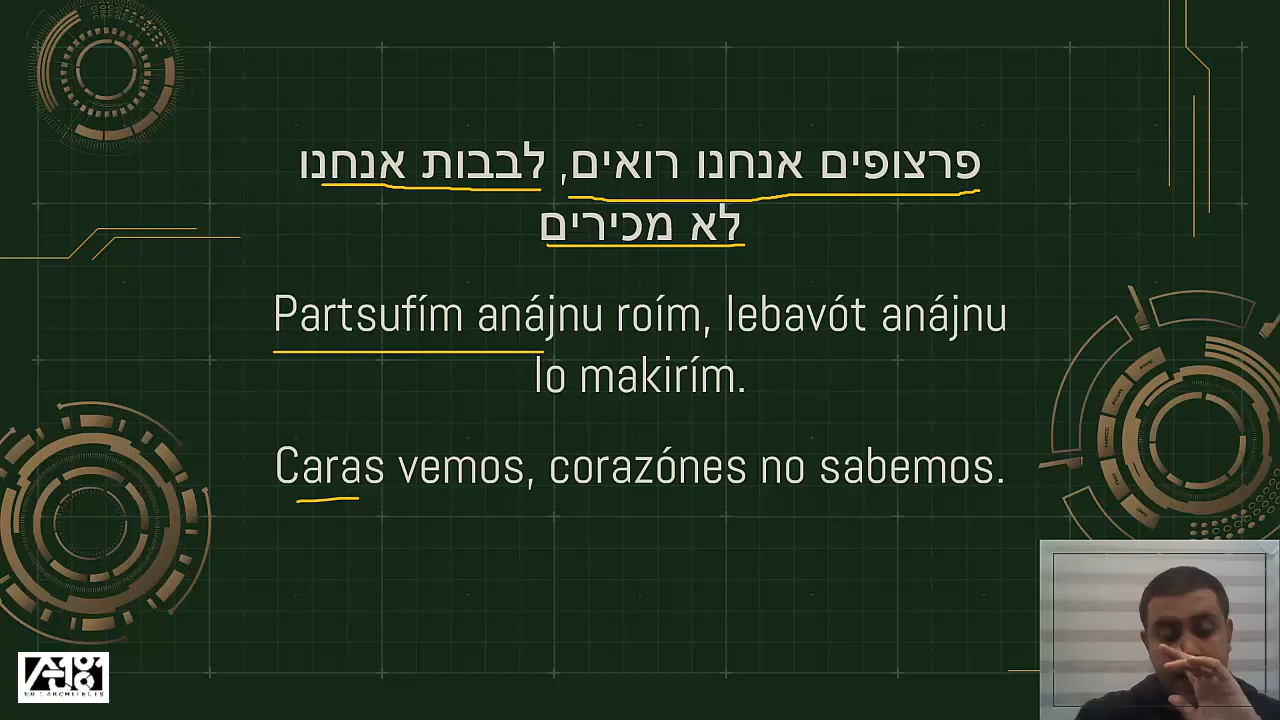 פרצופים אנחנו רואים, לבבות אנחנו
לא מכירים
Partsufím anájnu roím, lebavót anájnu
lo makirím.
Caras vemos, corazónes no sabemos.